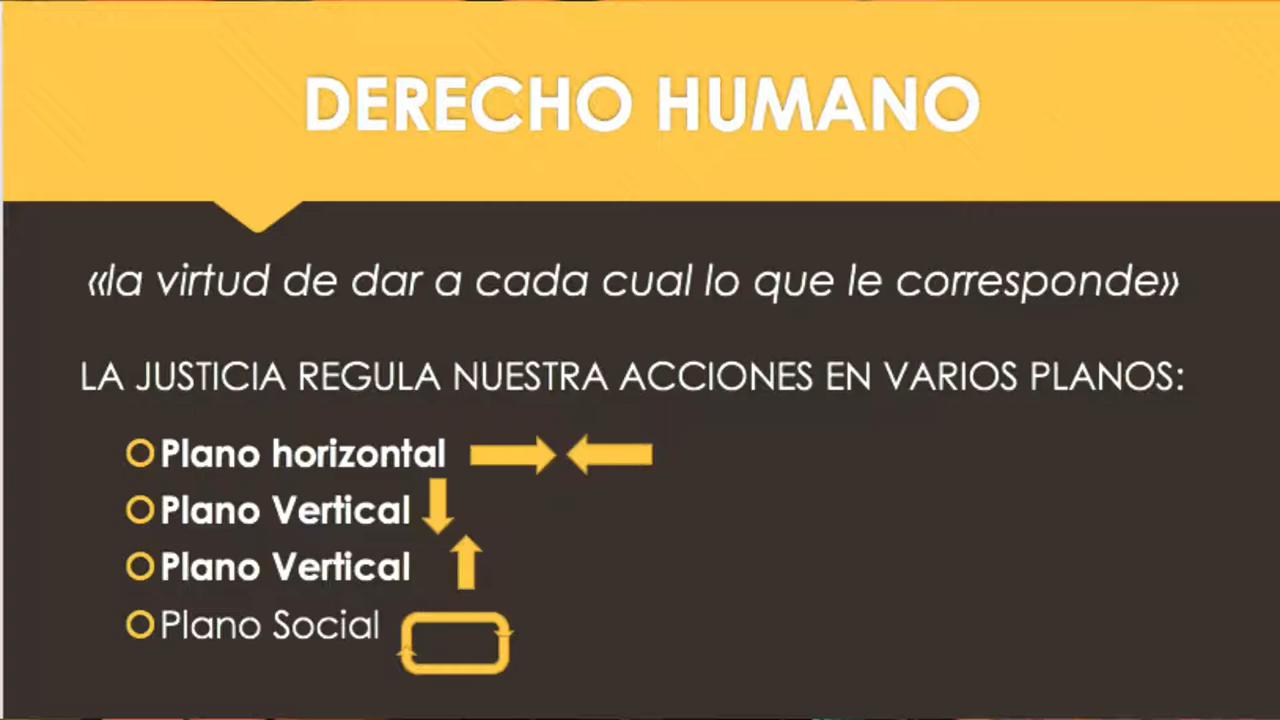 DERECHO HUMANO
«la virtud de dar a cada cual lo que le corresponde»
LA JUSTICIA REGULA NUESTRA ACCIONES EN VARIOS PLANOS:
Plano horizontal
Plano Vertical
Plano Vertical
Plano Social